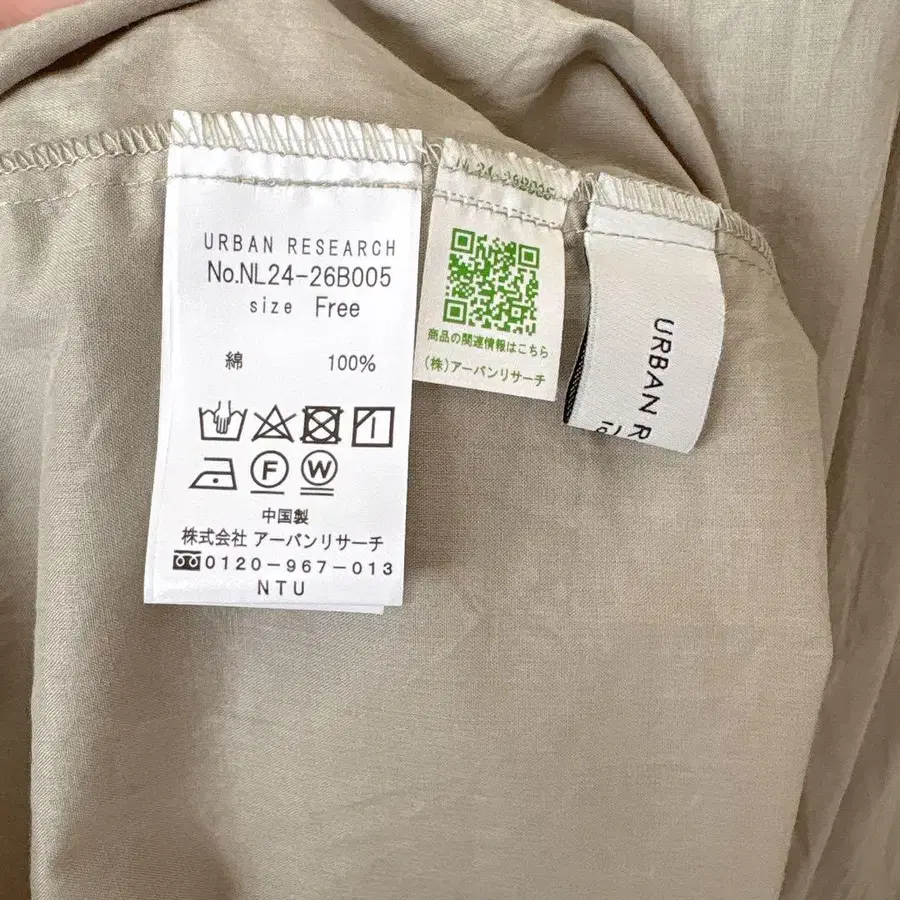 URBAN RESEARCH
No.NL24-26B005
size Free
綿 100%
F W
中国製
株式会社 アーバンリサーチ
0120-967-013
NTU
NL24-26B005
商品の関連情報はこちら
(株)アーバンリサーチ
URBAN R